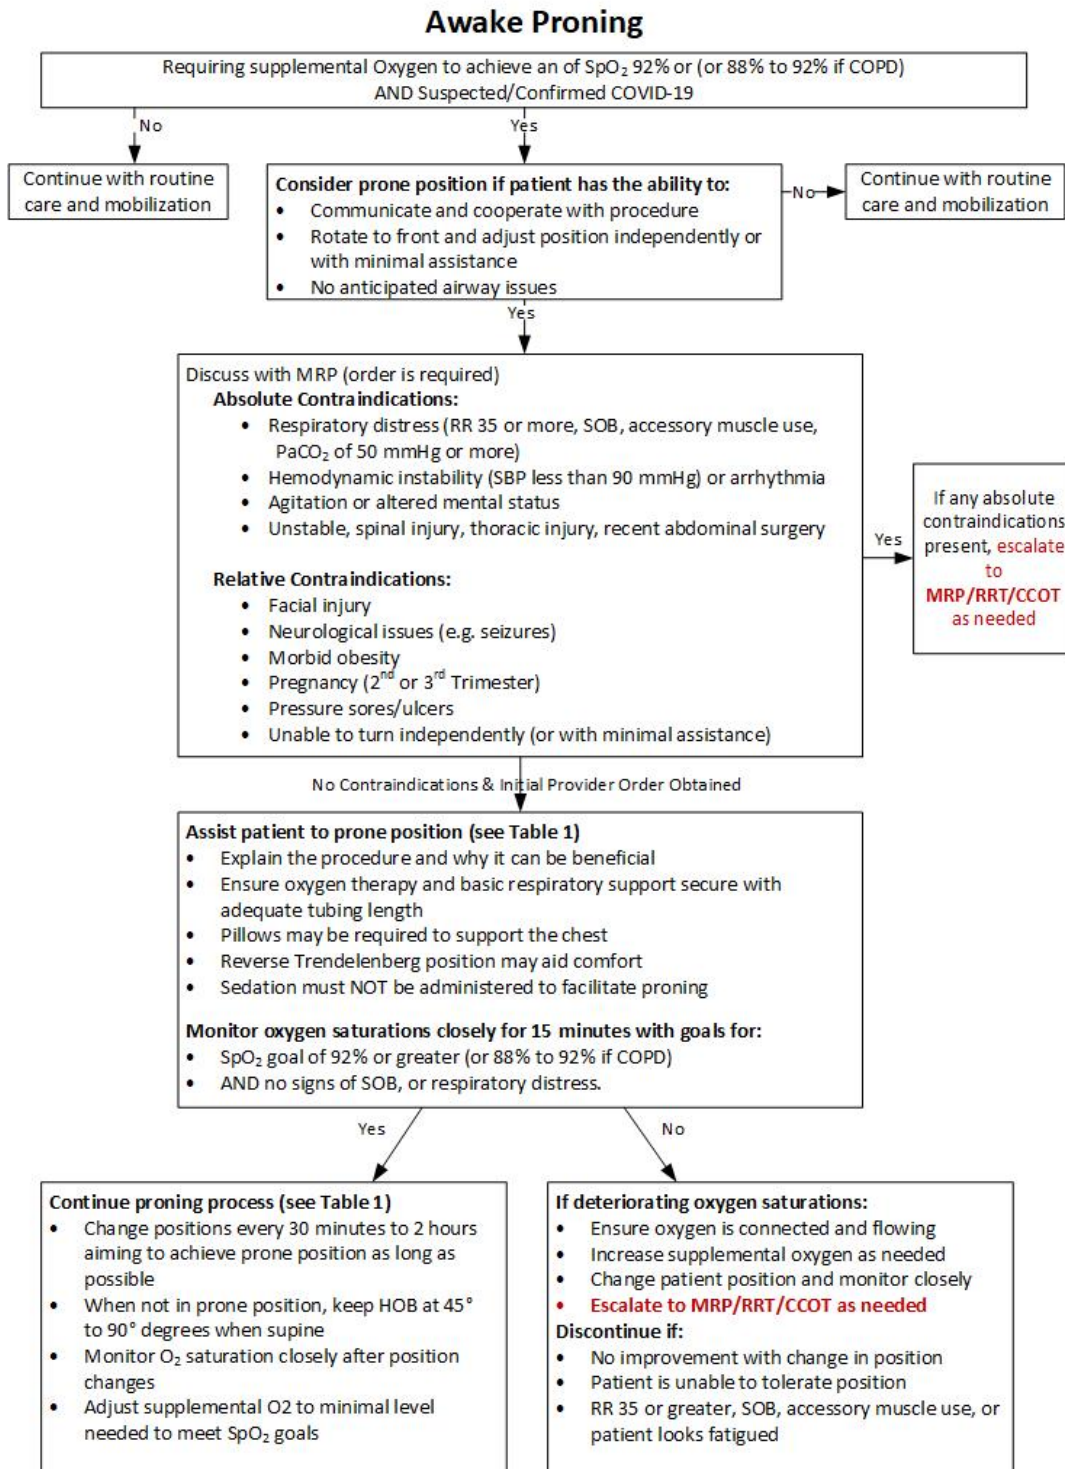 Awake Proning
Requiring supplemental Oxygen to achieve an of SpO₂ 92% or (or 88% to 92% if COPD)
AND Suspected/Confirmed COVID-19
No
Yes
Continue with routine
care and mobilization
Consider prone position if patient has the ability to:
• Communicate and cooperate with procedure
• Rotate to front and adjust position independently or
with minimal assistance
• No anticipated airway issues
No
Continue with routine
care and mobilization
Yes
Discuss with MRP (order is required)
Absolute Contraindications:
• Respiratory distress (RR 35 or more, SOB, accessory muscle use,
PaCO₂ of 50 mmHg or more)
• Hemodynamic instability (SBP less than 90 mmHg) or arrhythmia
• Agitation or altered mental status
• Unstable, spinal injury, thoracic injury, recent abdominal surgery
Relative Contraindications:
• Facial injury
• Neurological issues (e.g. seizures)
• Morbid obesity
• Pregnancy (2nd or 3rd Trimester)
• Pressure sores/ulcers
• Unable to turn independently (or with minimal assistance)
Yes
If any absolute
contraindications
present, escalate
to
MRP/RRT/CCOT
as needed
No Contraindications & Initial Provider Order Obtained
Assist patient to prone position (see Table 1)
• Explain the procedure and why it can be beneficial
• Ensure oxygen therapy and basic respiratory support secure with
adequate tubing length
• Pillows may be required to support the chest
• Reverse Trendelenberg position may aid comfort
• Sedation must NOT be administered to facilitate proning
Monitor oxygen saturations closely for 15 minutes with goals for:
• SpO₂ goal of 92% or greater (or 88% to 92% if COPD)
• AND no signs of SOB, or respiratory distress.
Yes
No
Continue proning process (see Table 1)
• Change positions every 30 minutes to 2 hours
aiming to achieve prone position as long as
possible
• When not in prone position, keep HOB at 45°
to 90° degrees when supine
• Monitor O₂ saturation closely after position
changes
• Adjust supplemental O2 to minimal level
needed to meet SpO₂ goals
If deteriorating oxygen saturations:
• Ensure oxygen is connected and flowing
• Increase supplemental oxygen as needed
• Change patient position and monitor closely
• Escalate to MRP/RRT/CCOT as needed
Discontinue if:
• No improvement with change in position
• Patient is unable to tolerate position
• RR 35 or greater, SOB, accessory muscle use, or
patient looks fatigued